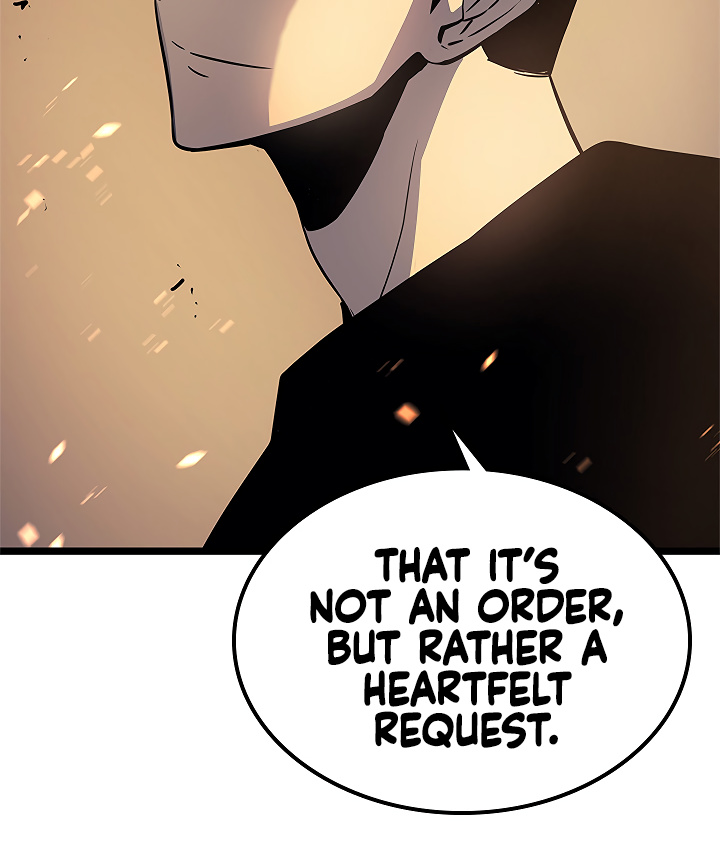 THAT IT'S
NOT AN ORDER,
BUT RATHER A
HEARTFELT
REQUEST.